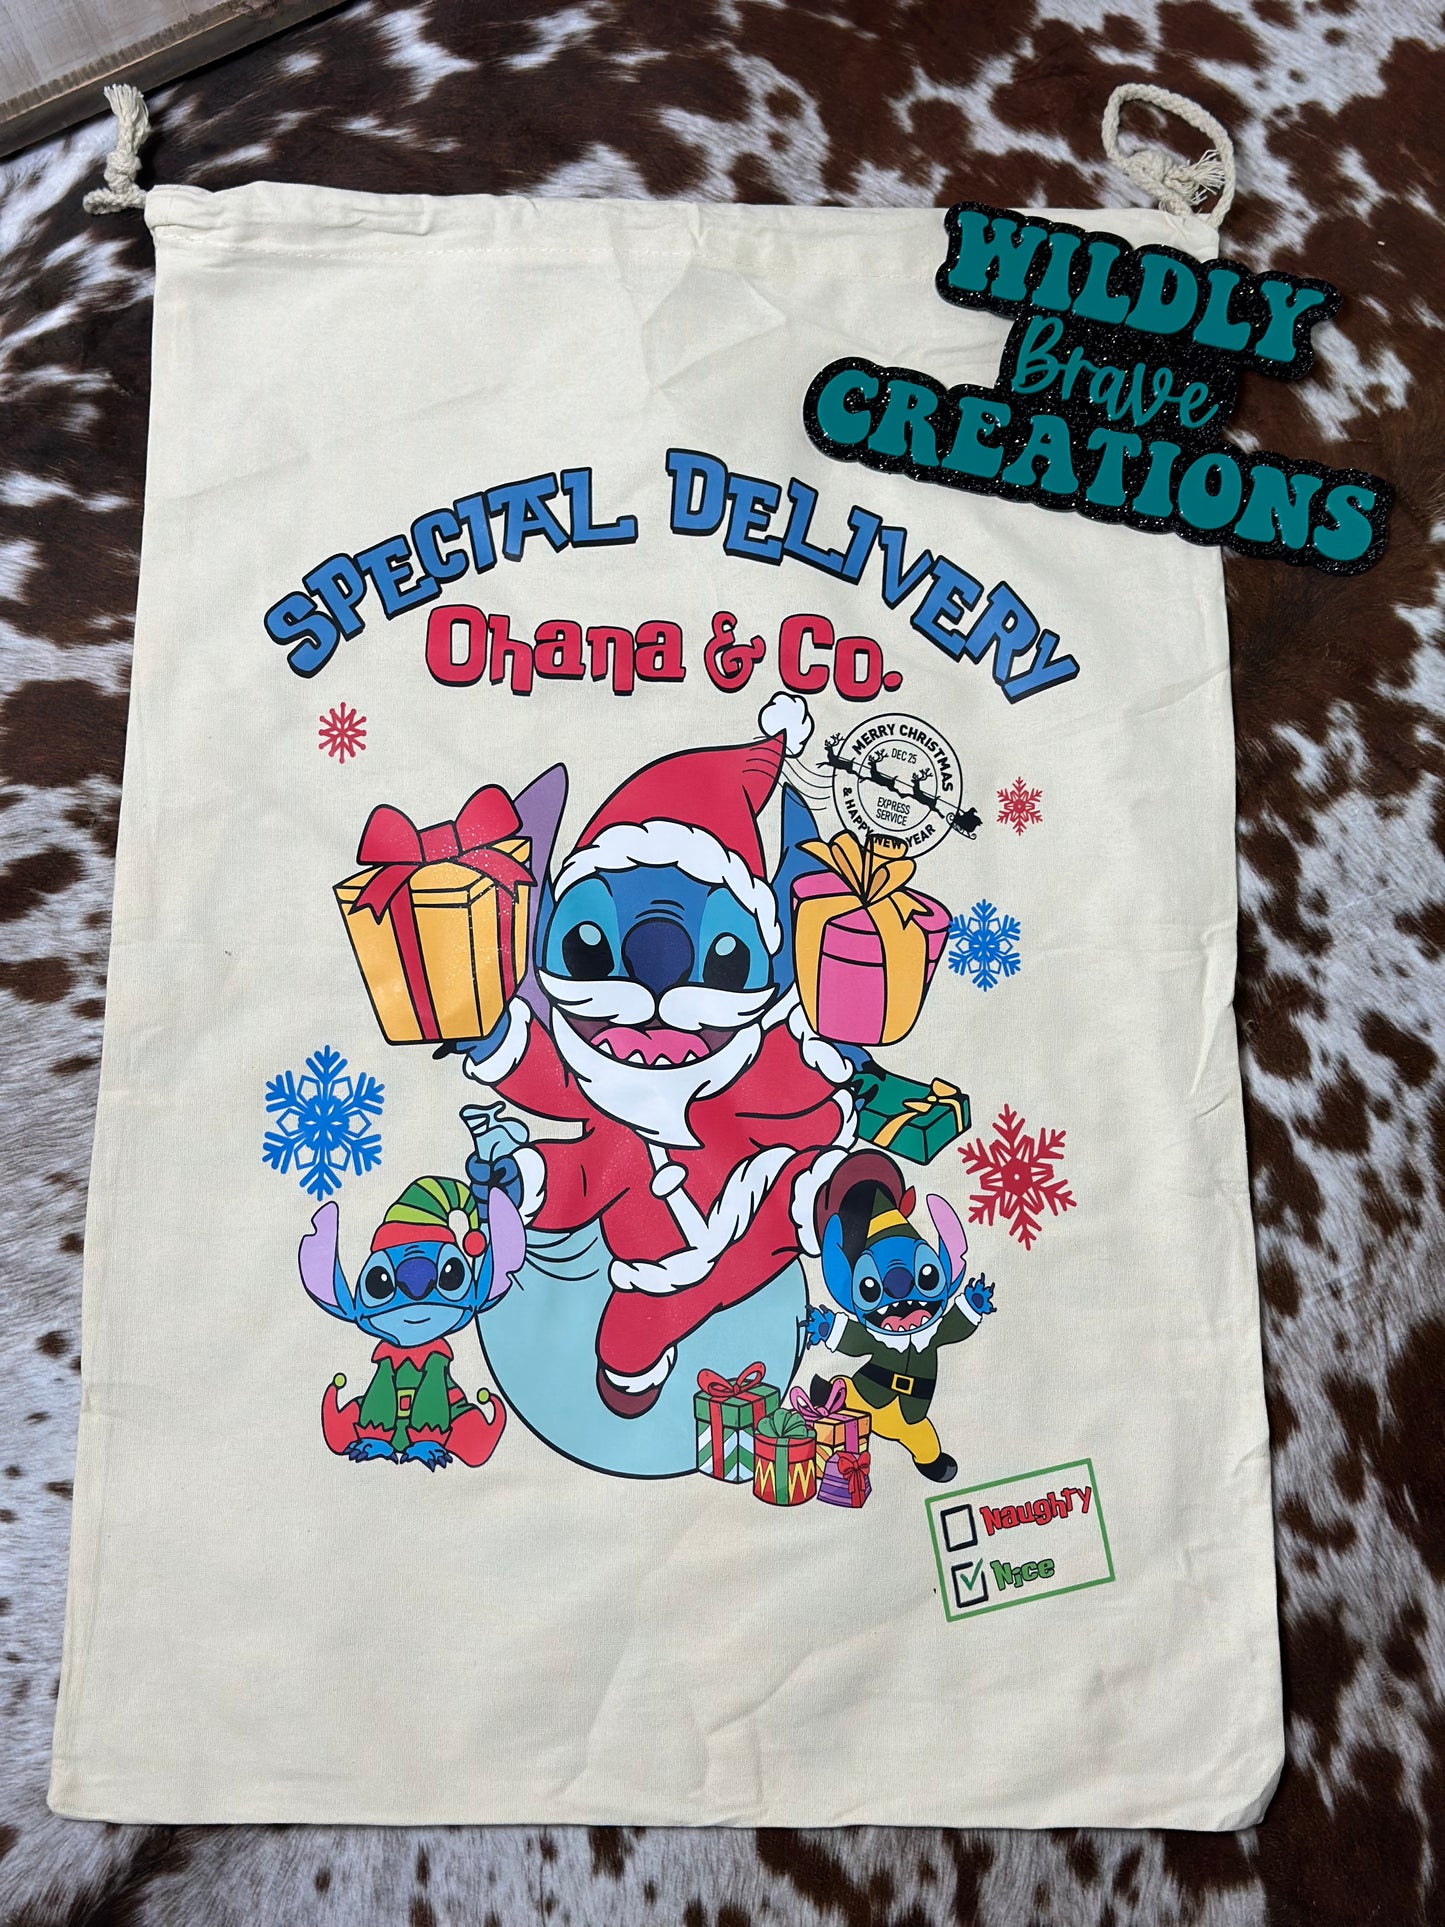 WILDLY
Brave
CREATIONS
SPECIAL DELIVERY
Ohana & Co.
MERRY CHRISTMAS
DEC 25
EXPRESS
SERVICE
& HAPPY NEW YEAR
Naughty
Nice